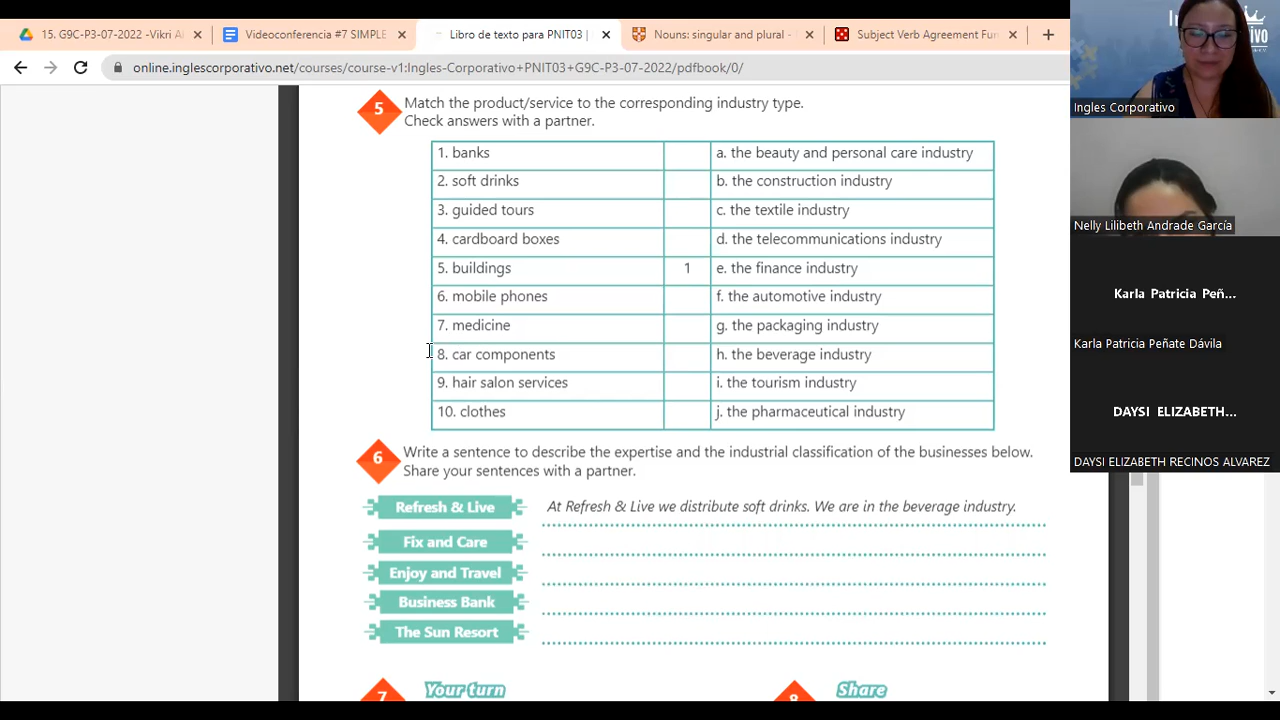 15. G9C-P3-07-2022 -Vikri A
Videoconferencia #7 SIMPLE
Libro de texto para PNIT03 |
Nouns: singular and plural -
Subject Verb Agreement Fun
online.inglescorporativo.net/courses/course-v1:Ingles-Corporativo+PNIT03+G9C-P3-07-2022/pdfbook/0/
5 Match the product/service to the corresponding industry type.
Check answers with a partner.
1. banks a. the beauty and personal care industry
2. soft drinks b. the construction industry
3. guided tours c. the textile industry
4. cardboard boxes d. the telecommunications industry
5. buildings 1 e. the finance industry
6. mobile phones f. the automotive industry
7. medicine g. the packaging industry
8. car components h. the beverage industry
9. hair salon services i. the tourism industry
10. clothes j. the pharmaceutical industry
6 Write a sentence to describe the expertise and the industrial classification of the businesses below.
Share your sentences with a partner.
Refresh & Live At Refresh & Live we distribute soft drinks. We are in the beverage industry.
Fix and Care
Enjoy and Travel
Business Bank
The Sun Resort
7 Your turn
8 Share
Ingles Corporativo
Nelly Lilibeth Andrade García
Karla Patricia Peñ...
Karla Patricia Peñate Dávila
DAYSI ELIZABETH...
DAYSI ELIZABETH RECINOS ALVAREZ